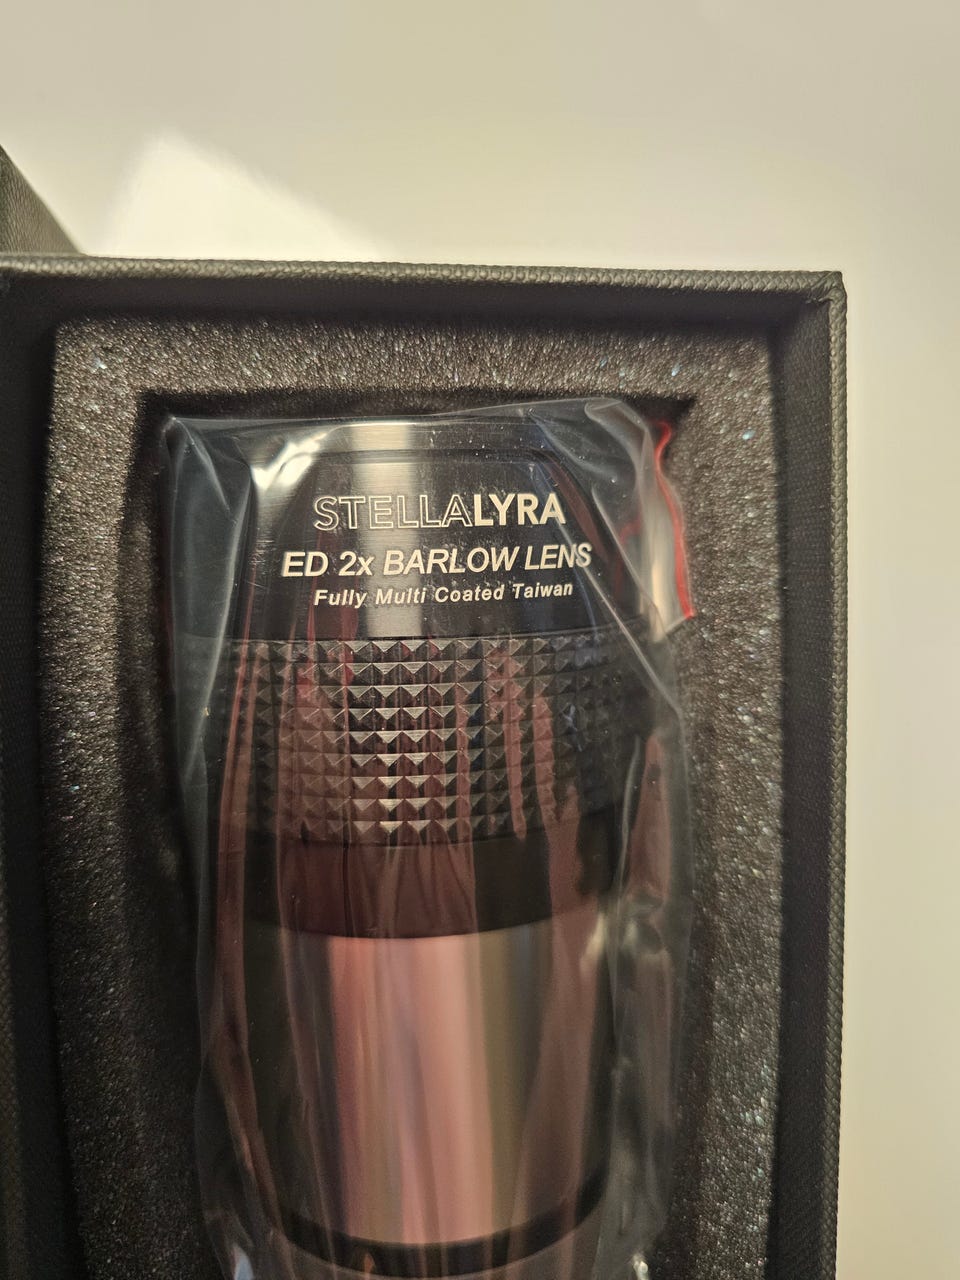 STELLALYRA
ED 2x BARLOW LENS
Fully Multi Coated Taiwan